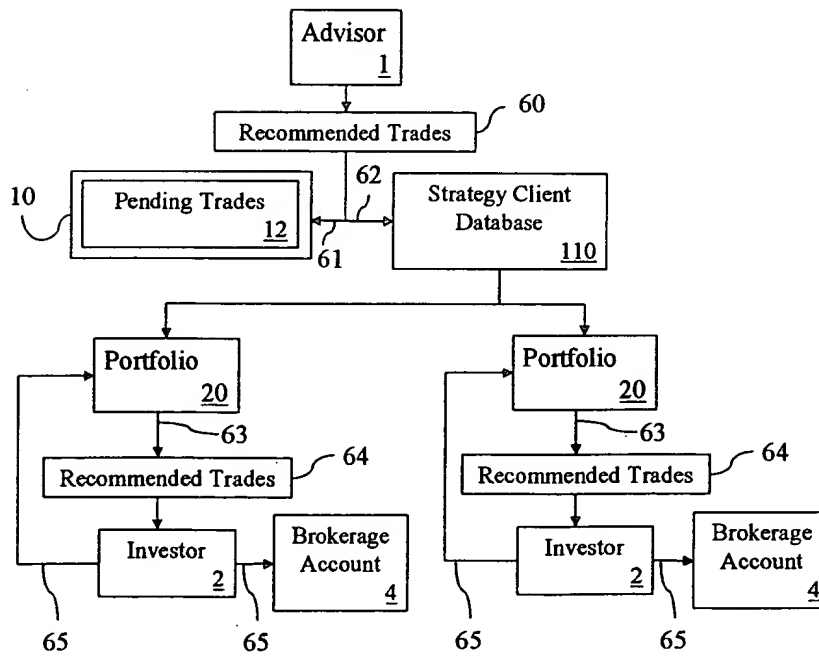 Advisor
1
60
Recommended Trades
10
Pending Trades
12
62
61
Strategy Client
Database
110
Portfolio
20
63
Recommended Trades
64
Investor
2
Brokerage
Account
4
65
65
Portfolio
20
63
Recommended Trades
64
Investor
2
Brokerage
Account
4
65
65